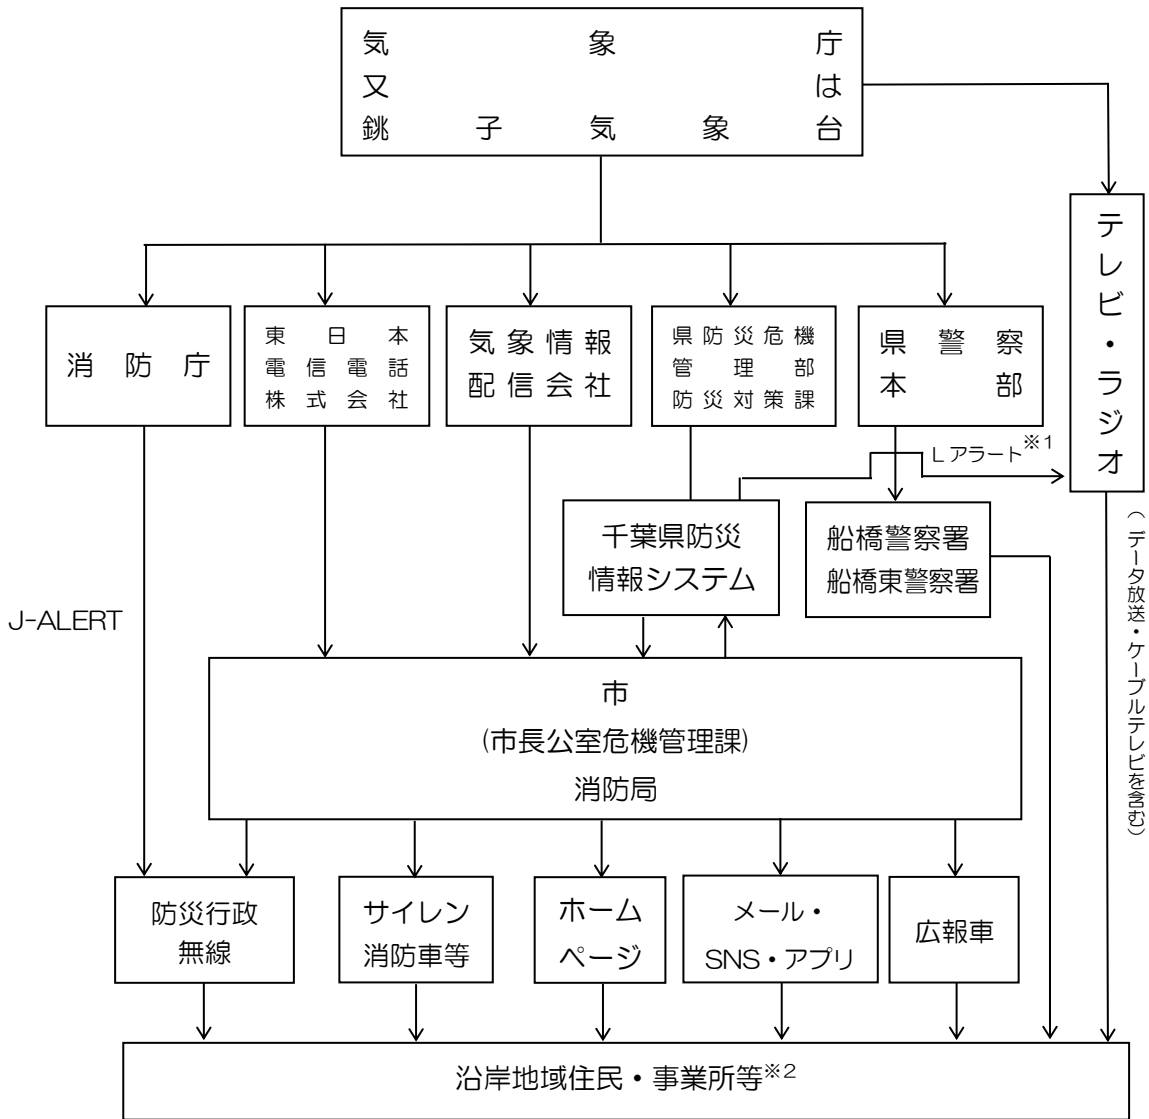 気象庁
又は
銚子気象台
テレビ・ラジオ
消防庁
東日本
電信電話
株式会社
気象情報
配信会社
県防災危機
管理部
防災対策課
県警察
本部
Lアラート※1
千葉県防災
情報システム
船橋警察署
船橋東警察署
(データ放送・ケーブルテレビを含む)
J-ALERT
市
(市長公室危機管理課)
消防局
防災行政
無線
サイレン
消防車等
ホーム
ページ
メール・
SNS・アプリ
広報車
沿岸地域住民・事業所等※2